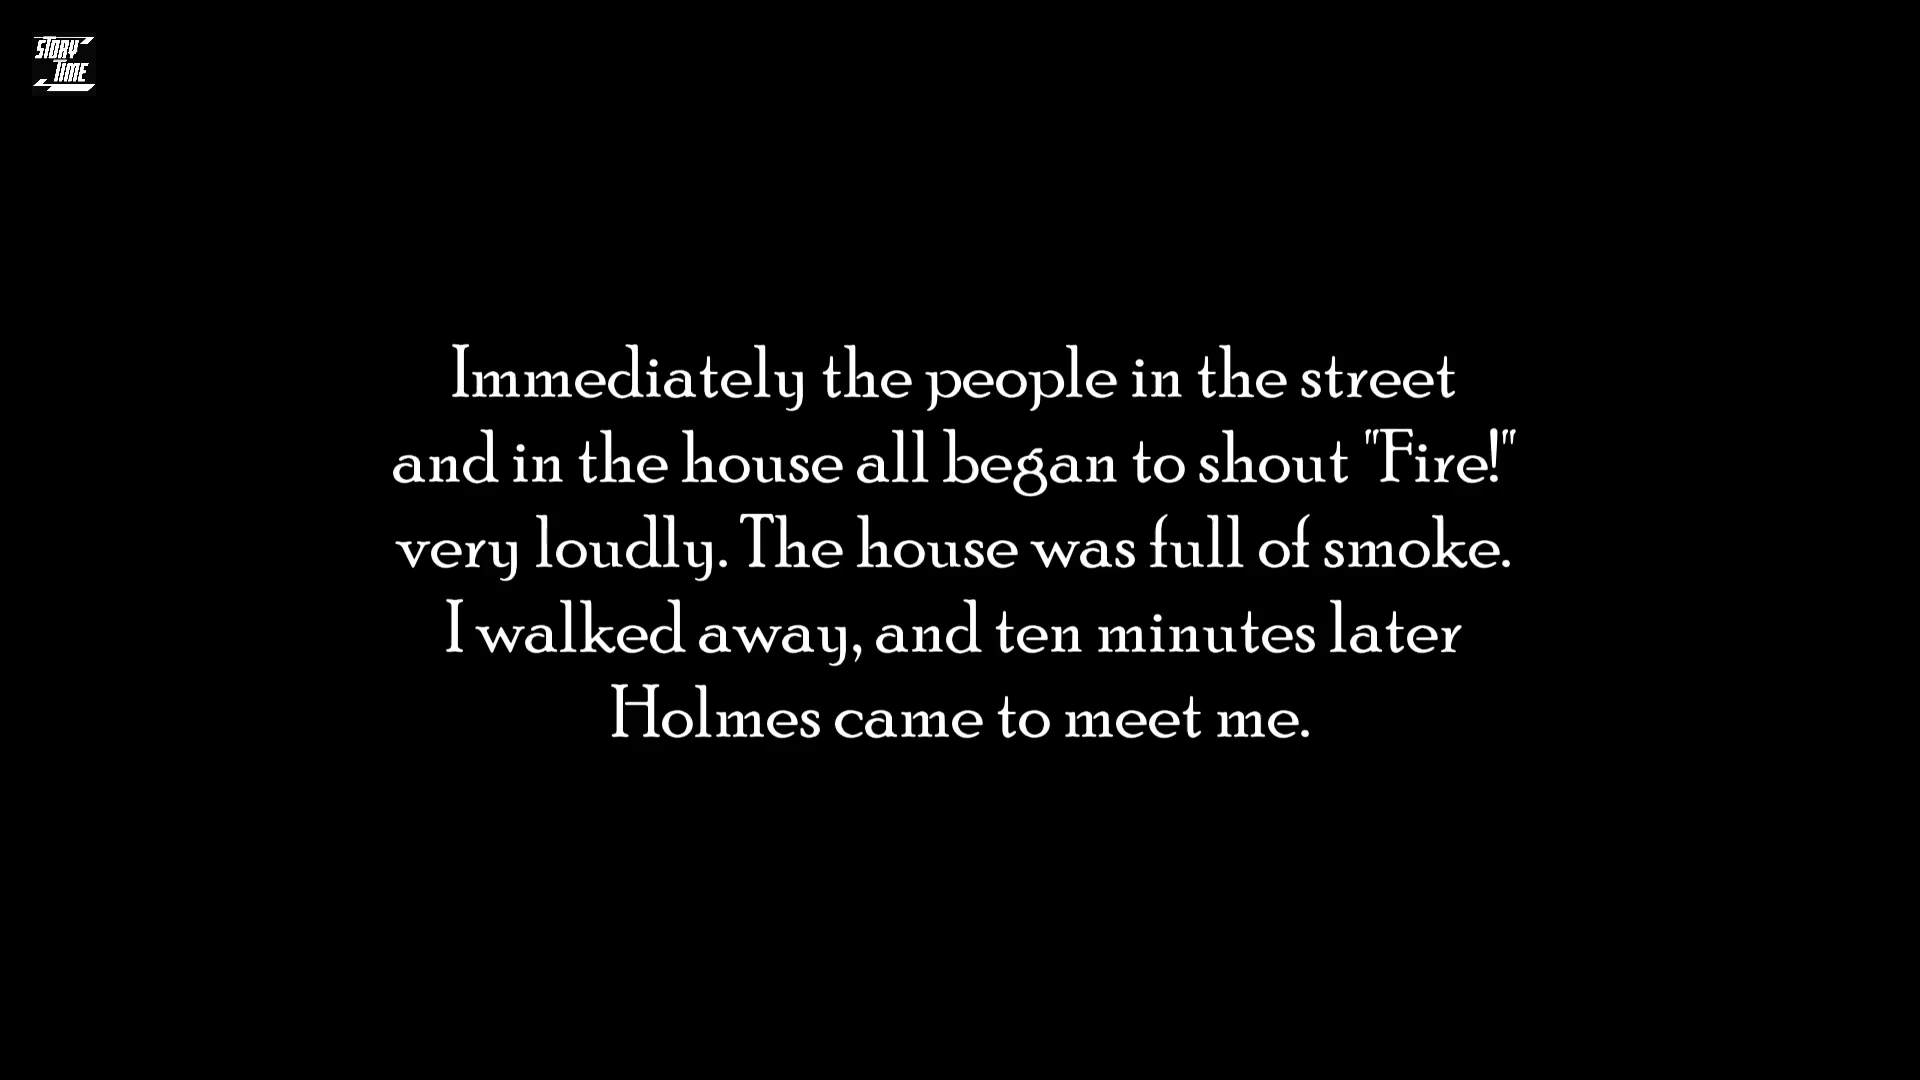 STORY
TIME
Immediately the people in the street
and in the house all began to shout "Fire!"
very loudly. The house was full of smoke.
I walked away, and ten minutes later
Holmes came to meet me.